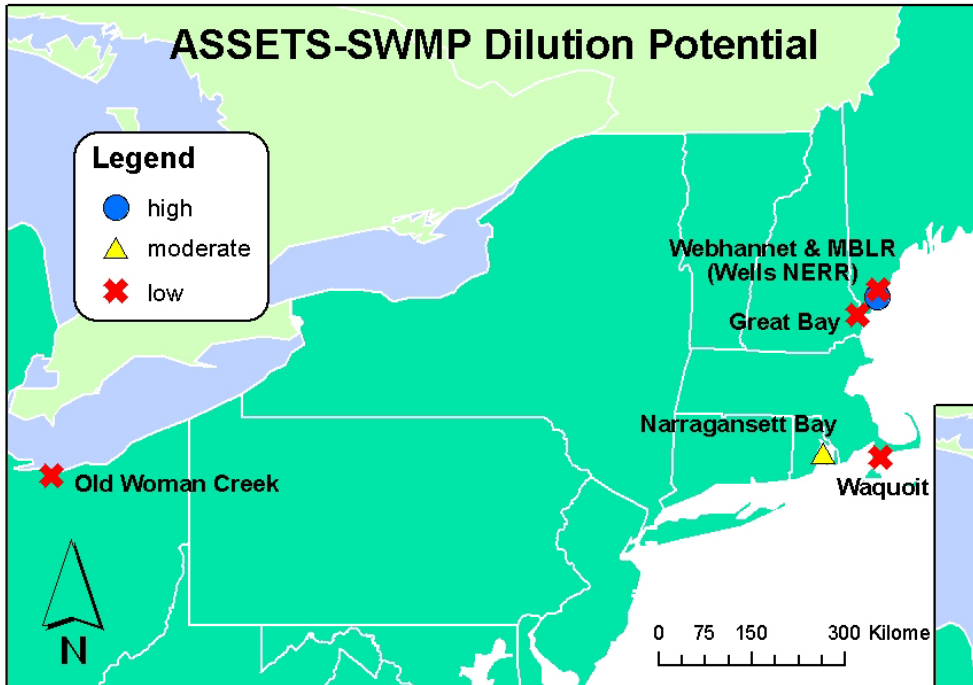 ASSETS-SWMP Dilution Potential
Legend
high
moderate
low
Webhannet & MBLR
(Wells NERR)
Great Bay
Narragansett Bay
Waquoit
Old Woman Creek
N
0 75 150 300 Kilome